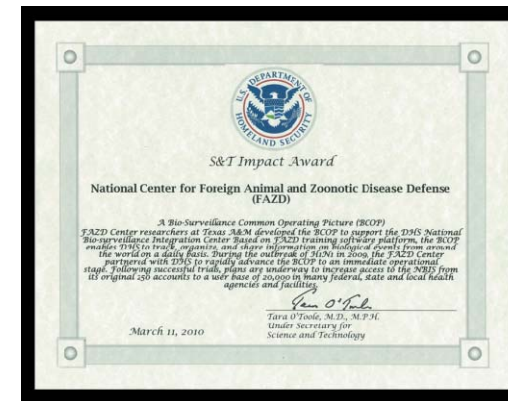 U.S. DEPARTMENT OF
HOMELAND SECURITY
S&T Impact Award
National Center for Foreign Animal and Zoonotic Disease Defense
(FAZD)
A Bio-Surveillance Common Operating Picture (BCOP)
FAZD Center researchers at Texas A&M developed the BCOP to support the DHS National
Bio-surveillance Integration Center Based on FAZD training software platform, the BCOP
enables DHS to track, organize, and share information on biological events from around
the world on a daily basis. During the outbreak of H1N1 in 2009, the FAZD Center
partnered with DHS to rapidly advance the BCOP to an immediate operational
stage. Following successful trials, plans are underway to increase access to the NBIS from
its original 250 accounts to a user base of 20,000 in many federal, state and local health
agencies and facilities.
Tara O'Toole
Tara O'Toole, M.D., M.P.H.
Under Secretary for
March 11, 2010 Science and Technology